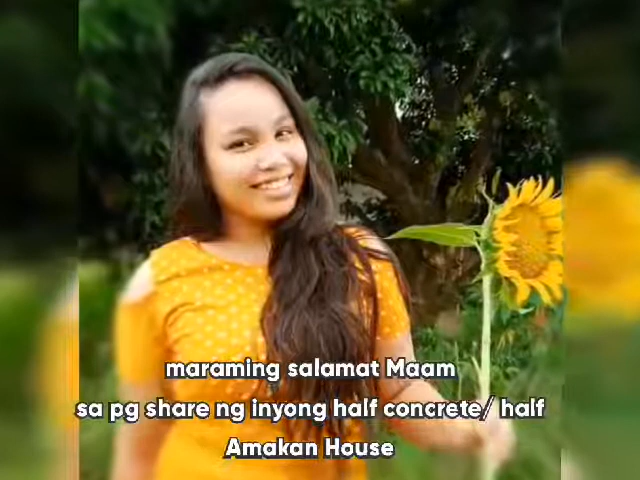 maraming salamat Maam
sa pg share ng inyong half concrete/ half
Amakan House